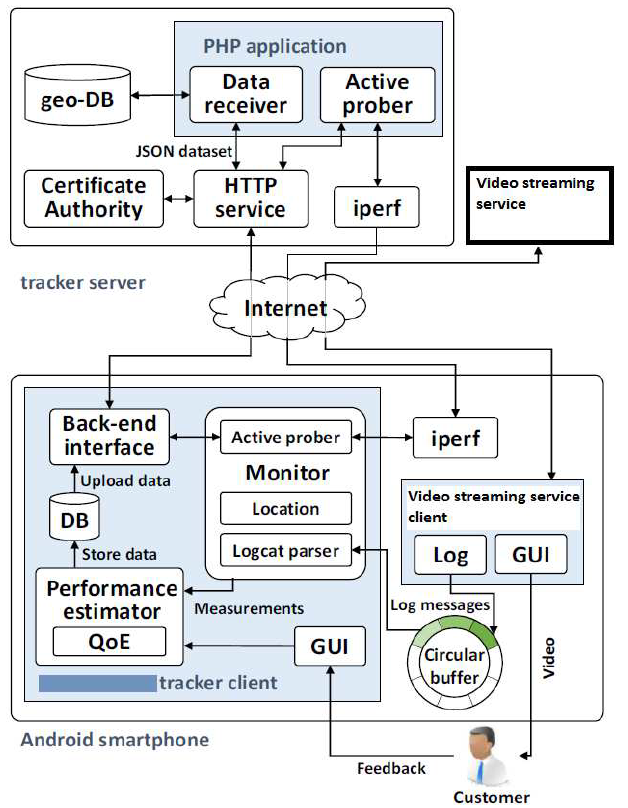 PHP application
Data
receiver
Active
prober
geo-DB
JSON dataset
Certificate
Authority
HTTP
service
iperf
Video streaming
service
tracker server
Internet
Back-end
interface
Active prober
iperf
Monitor
Upload data
Location
Video streaming service
client
DB
Logcat parser
Log
GUI
Store data
Performance
estimator
Measurements
Log messages
QoE
GUI
Circular
buffer
Video
tracker client
Android smartphone
Feedback
Customer